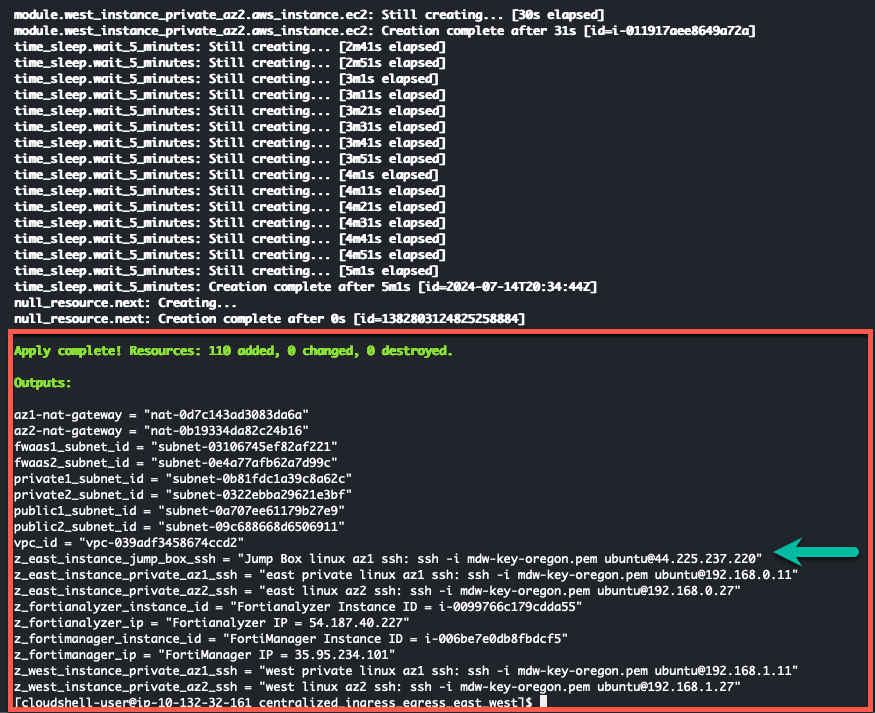 module.west_instance_private_az2.aws_instance.ec2: Still creating... [30s elapsed]
module.west_instance_private_az2.aws_instance.ec2: Creation complete after 31s [id=i-011917aee8649a72a]
time_sleep.wait_5_minutes: Still creating... [2m41s elapsed]
time_sleep.wait_5_minutes: Still creating... [2m51s elapsed]
time_sleep.wait_5_minutes: Still creating... [3m1s elapsed]
time_sleep.wait_5_minutes: Still creating... [3m11s elapsed]
time_sleep.wait_5_minutes: Still creating... [3m21s elapsed]
time_sleep.wait_5_minutes: Still creating... [3m31s elapsed]
time_sleep.wait_5_minutes: Still creating... [3m41s elapsed]
time_sleep.wait_5_minutes: Still creating... [3m51s elapsed]
time_sleep.wait_5_minutes: Still creating... [4m1s elapsed]
time_sleep.wait_5_minutes: Still creating... [4m11s elapsed]
time_sleep.wait_5_minutes: Still creating... [4m21s elapsed]
time_sleep.wait_5_minutes: Still creating... [4m31s elapsed]
time_sleep.wait_5_minutes: Still creating... [4m41s elapsed]
time_sleep.wait_5_minutes: Still creating... [4m51s elapsed]
time_sleep.wait_5_minutes: Still creating... [5m1s elapsed]
time_sleep.wait_5_minutes: Creation complete after 5m1s [id=2024-07-14T20:34:44Z]
null_resource.next: Creating...
null_resource.next: Creation complete after 0s [id=1382803124825258884]
Apply complete! Resources: 110 added, 0 changed, 0 destroyed.
Outputs:
az1-nat-gateway = "nat-0d7c143ad3083da6a"
az2-nat-gateway = "nat-0b19334da82c24b16"
fwaas1_subnet_id = "subnet-03106745ef82af221"
fwaas2_subnet_id = "subnet-0e4a77afb62a7d99c"
private1_subnet_id = "subnet-0b81fdc1a39c8a62c"
private2_subnet_id = "subnet-0322ebba29621e3bf"
public1_subnet_id = "subnet-0a707ee61179b27e9"
public2_subnet_id = "subnet-09c688668d6506911"
vpc_id = "vpc-039adf3458674ccd2"
z_east_instance_jump_box_ssh = "Jump Box linux az1 ssh: ssh -i mdw-key-oregon.pem ubuntu@44.225.237.220"
z_east_instance_private_az1_ssh = "east private linux az1 ssh: ssh -i mdw-key-oregon.pem ubuntu@192.168.0.11"
z_east_instance_private_az2_ssh = "east linux az2 ssh: ssh -i mdw-key-oregon.pem ubuntu@192.168.0.27"
z_fortianalyzer_instance_id = "Fortianalyzer Instance ID = i-0099766c179cdda55"
z_fortianalyzer_ip = "Fortianalyzer IP = 54.187.40.227"
z_fortimanager_instance_id = "FortiManager Instance ID = i-006be7e0db8fbdcf5"
z_fortimanager_ip = "FortiManager IP = 35.95.234.101"
z_west_instance_private_az1_ssh = "west private linux az1 ssh: ssh -i mdw-key-oregon.pem ubuntu@192.168.1.11"
z_west_instance_private_az2_ssh = "west linux az2 ssh: ssh -i mdw-key-oregon.pem ubuntu@192.168.1.27"
[cloudshell-user@ip-10-132-32-161 centralized_ingress_egress_east_west]$